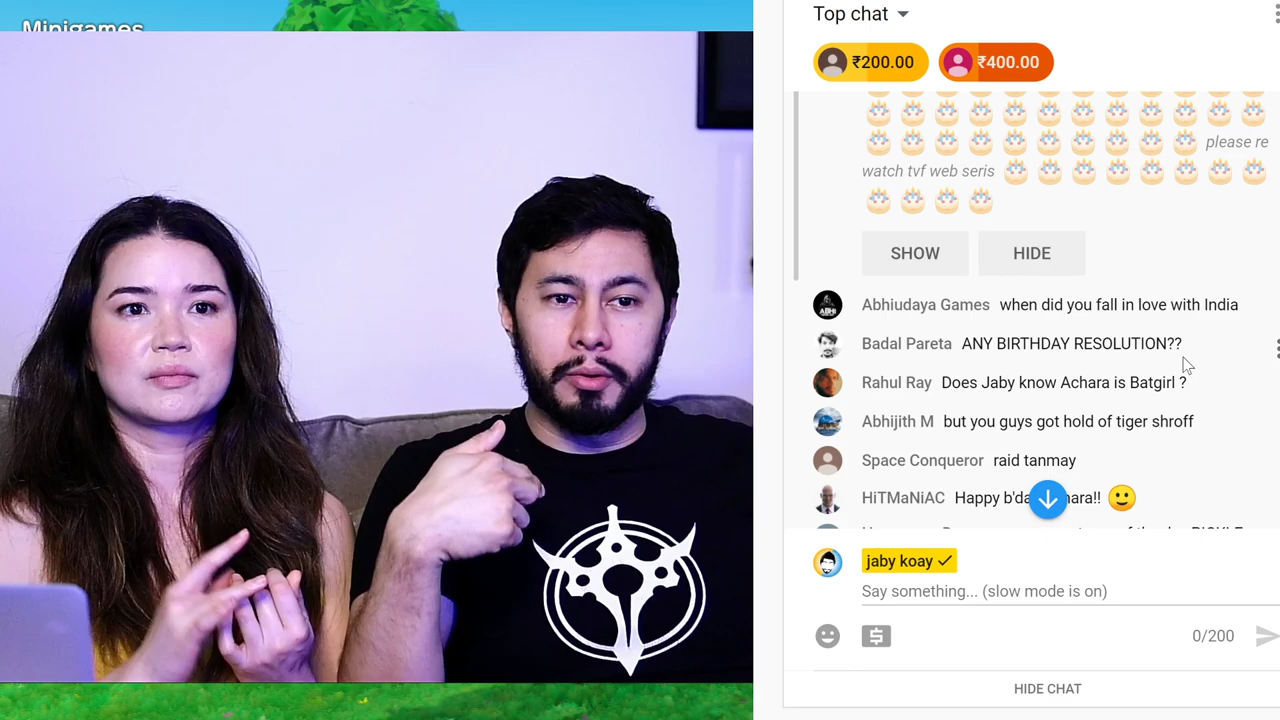 Minigames
Top chat
₹200.00 ₹400.00
please re
watch tvf web seris
SHOW HIDE
Abhiudaya Games when did you fall in love with India
Badal Pareta ANY BIRTHDAY RESOLUTION??
Rahul Ray Does Jaby know Achara is Batgirl ?
ABHI
Abhijith M but you guys got hold of tiger shroff
Space Conqueror raid tanmay
HiTMaNiAC Happy b'da ara!!
jaby koay
Say something... (slow mode is on)
0/200
HIDE CHAT